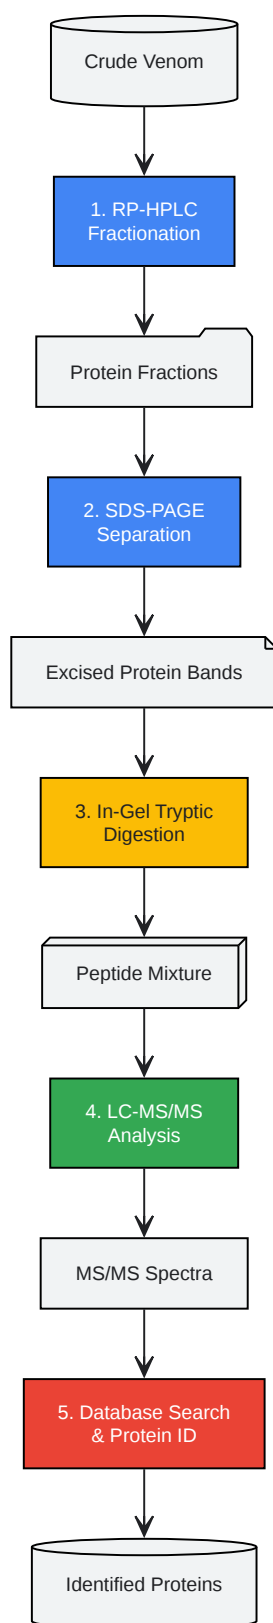 Crude Venom
1. RP-HPLC
Fractionation
Protein Fractions
2. SDS-PAGE
Separation
Excised Protein Bands
3. In-Gel Tryptic
Digestion
Peptide Mixture
4. LC-MS/MS
Analysis
MS/MS Spectra
5. Database Search
& Protein ID
Identified Proteins